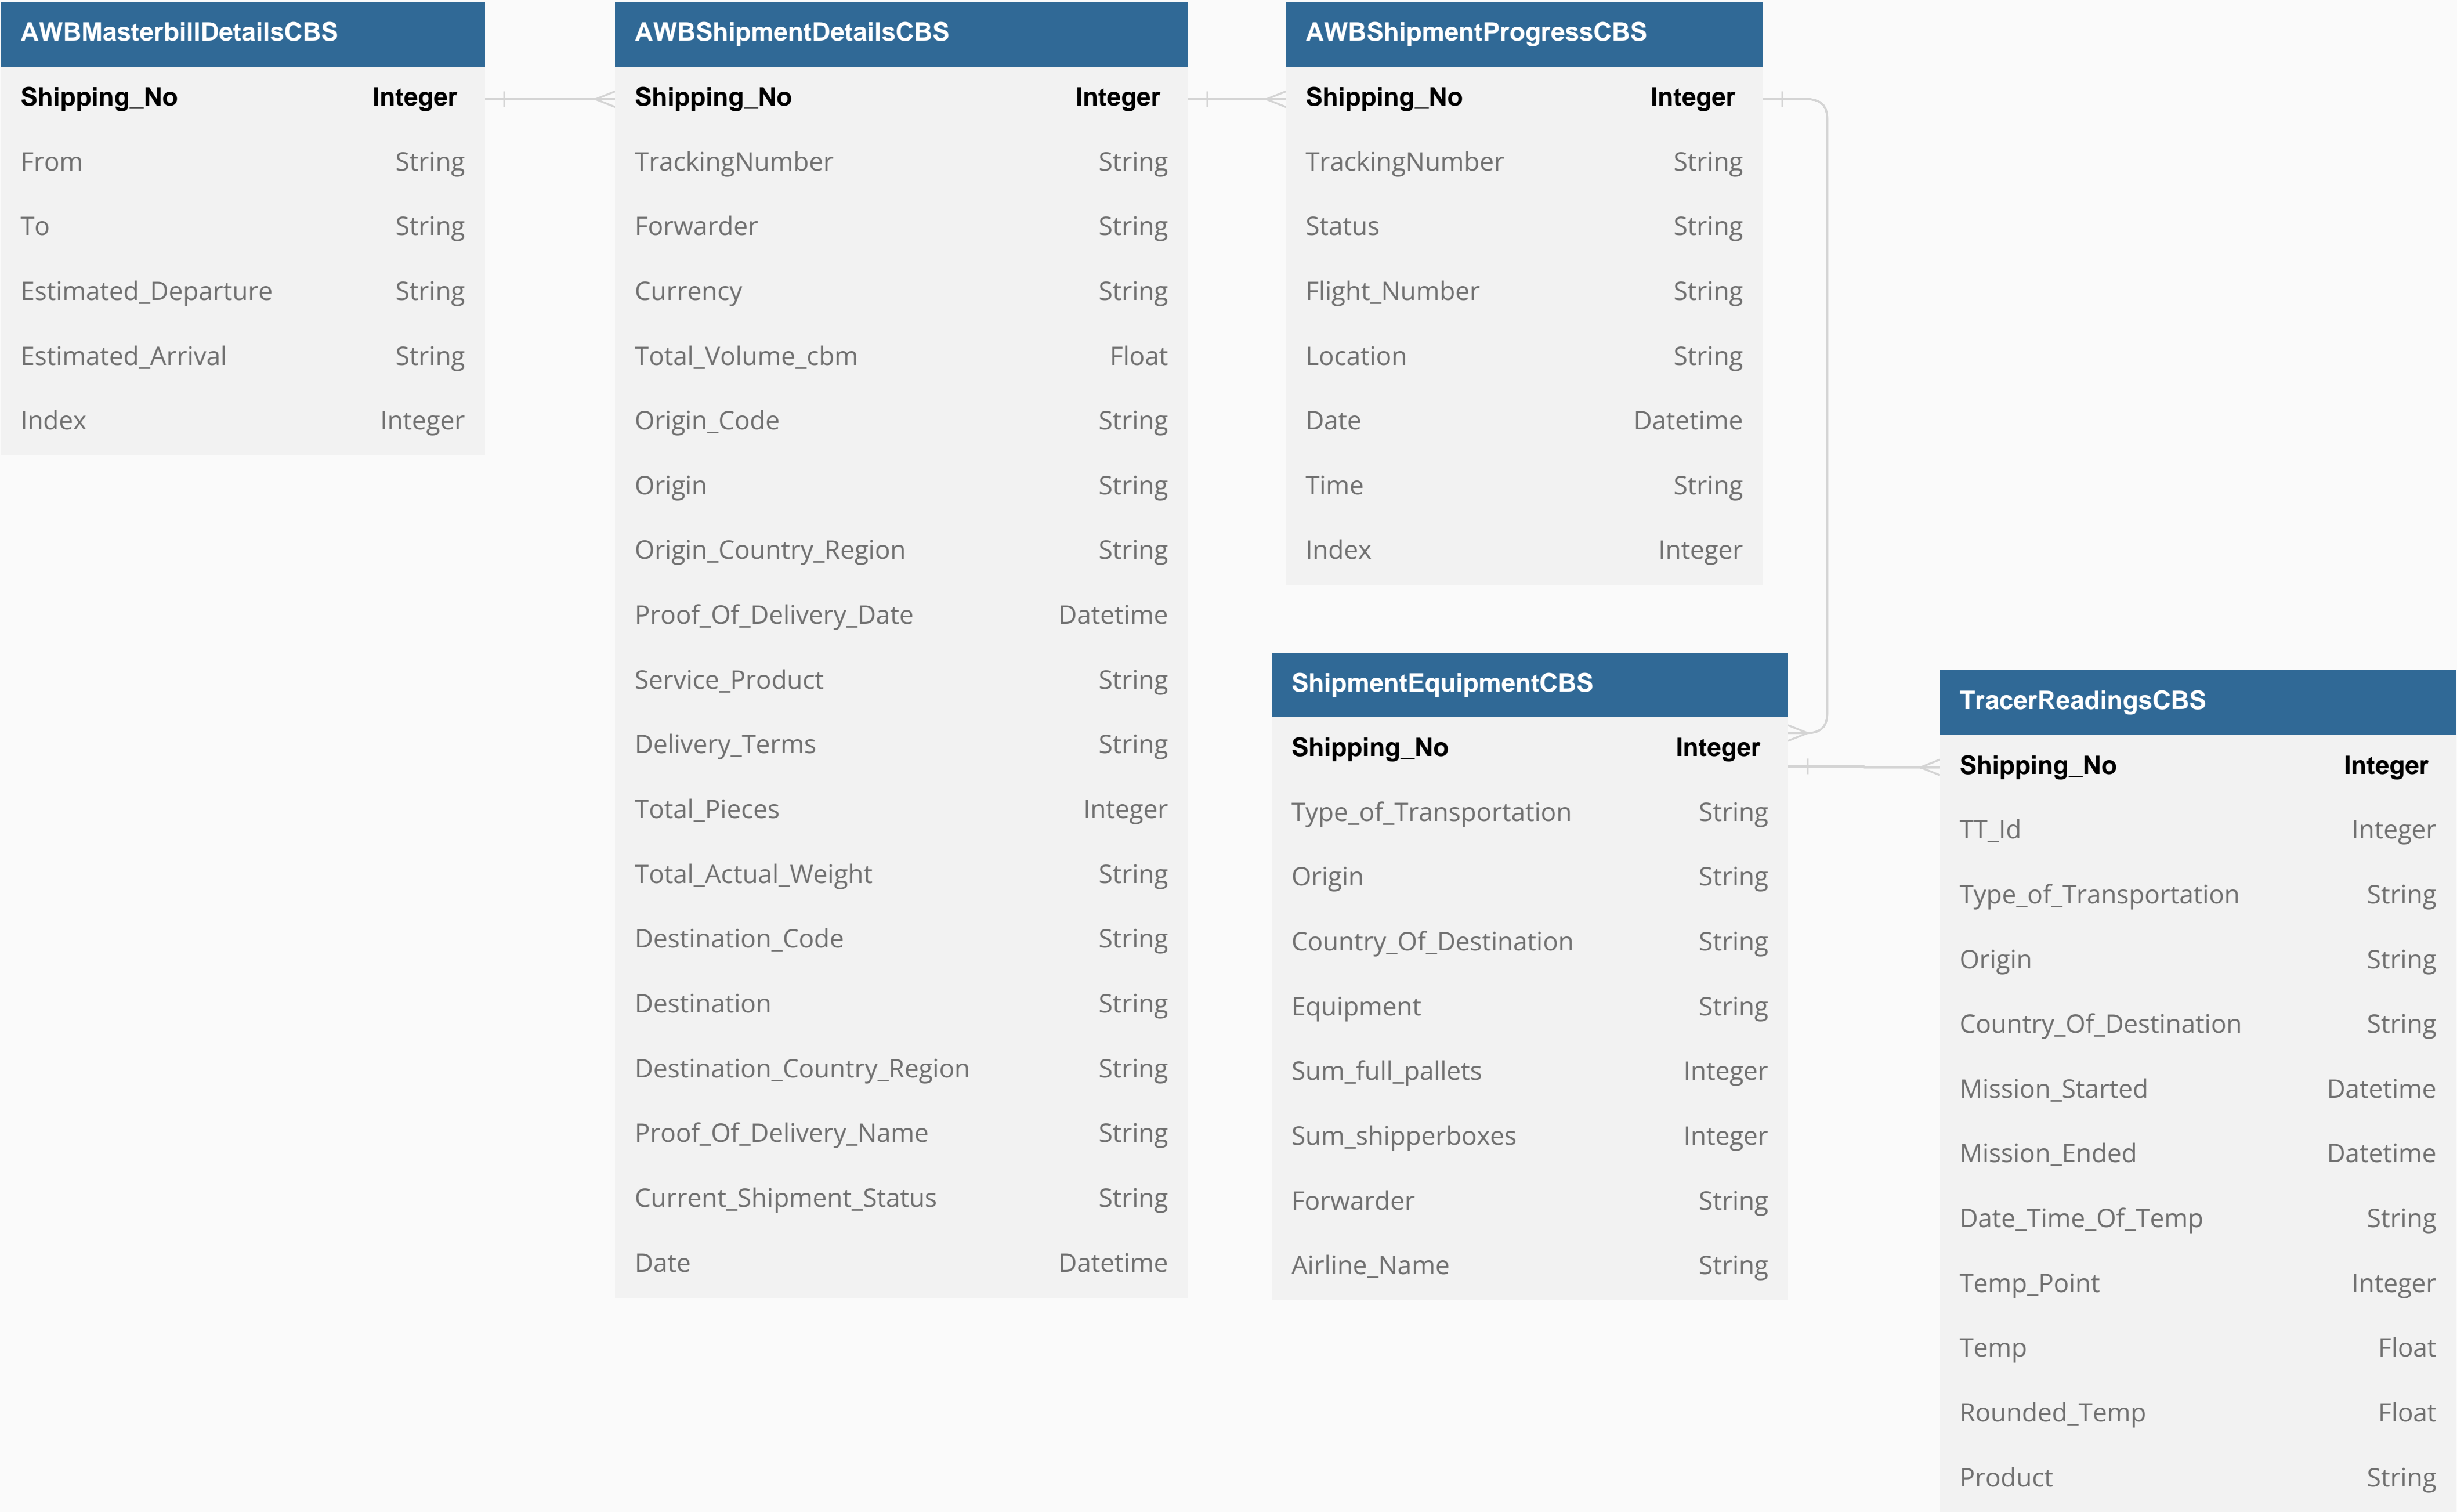 AWBMasterbillDetailsCBS
Shipping_No Integer
From String
To String
Estimated_Departure String
Estimated_Arrival String
Index Integer
AWBShipmentDetailsCBS
Shipping_No Integer
TrackingNumber String
Forwarder String
Currency String
Total_Volume_cbm Float
Origin_Code String
Origin String
Origin_Country_Region String
Proof_Of_Delivery_Date Datetime
Service_Product String
Delivery_Terms String
Total_Pieces Integer
Total_Actual_Weight String
Destination_Code String
Destination String
Destination_Country_Region String
Proof_Of_Delivery_Name String
Current_Shipment_Status String
Date Datetime
AWBShipmentProgressCBS
Shipping_No Integer
TrackingNumber String
Status String
Flight_Number String
Location String
Date Datetime
Time String
Index Integer
ShipmentEquipmentCBS
Shipping_No Integer
Type_of_Transportation String
Origin String
Country_Of_Destination String
Equipment String
Sum_full_pallets Integer
Sum_shipperboxes Integer
Forwarder String
Airline_Name String
TracerReadingsCBS
Shipping_No Integer
TT_Id Integer
Type_of_Transportation String
Origin String
Country_Of_Destination String
Mission_Started Datetime
Mission_Ended Datetime
Date_Time_Of_Temp String
Temp_Point Integer
Temp Float
Rounded_Temp Float
Product String